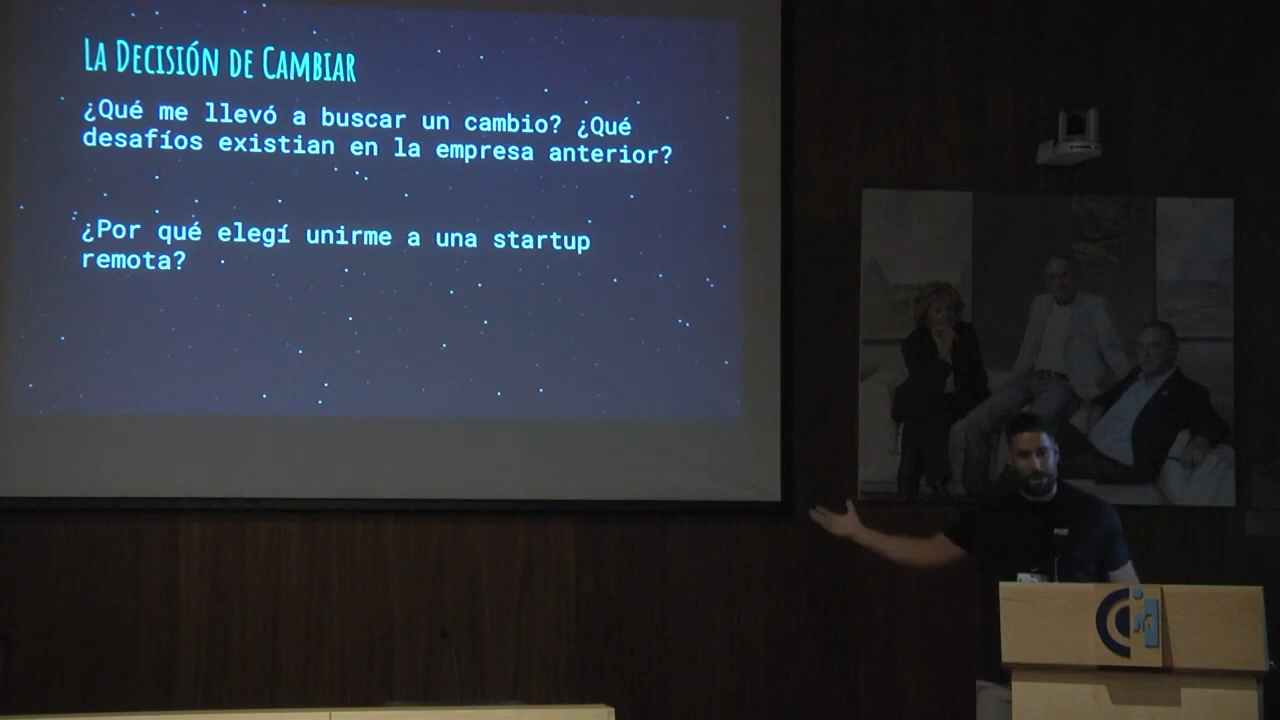 La Decisión de Cambiar
¿Qué me llevó a buscar un cambio? ¿Qué
desafíos existian en la empresa anterior?
¿Por qué elegí unirme a una startup
remota?